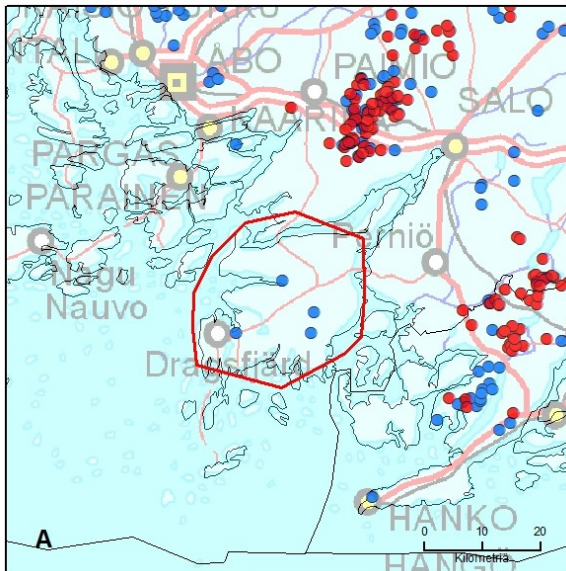 ÅBO
PAIMIO
KAARINA
SALO
PARGAS
PARAINEN
Perniö
Nagu
Nauvo
Dragsfjärd
A
HANKO
0 10 20
Kilometriä
HANGÖ